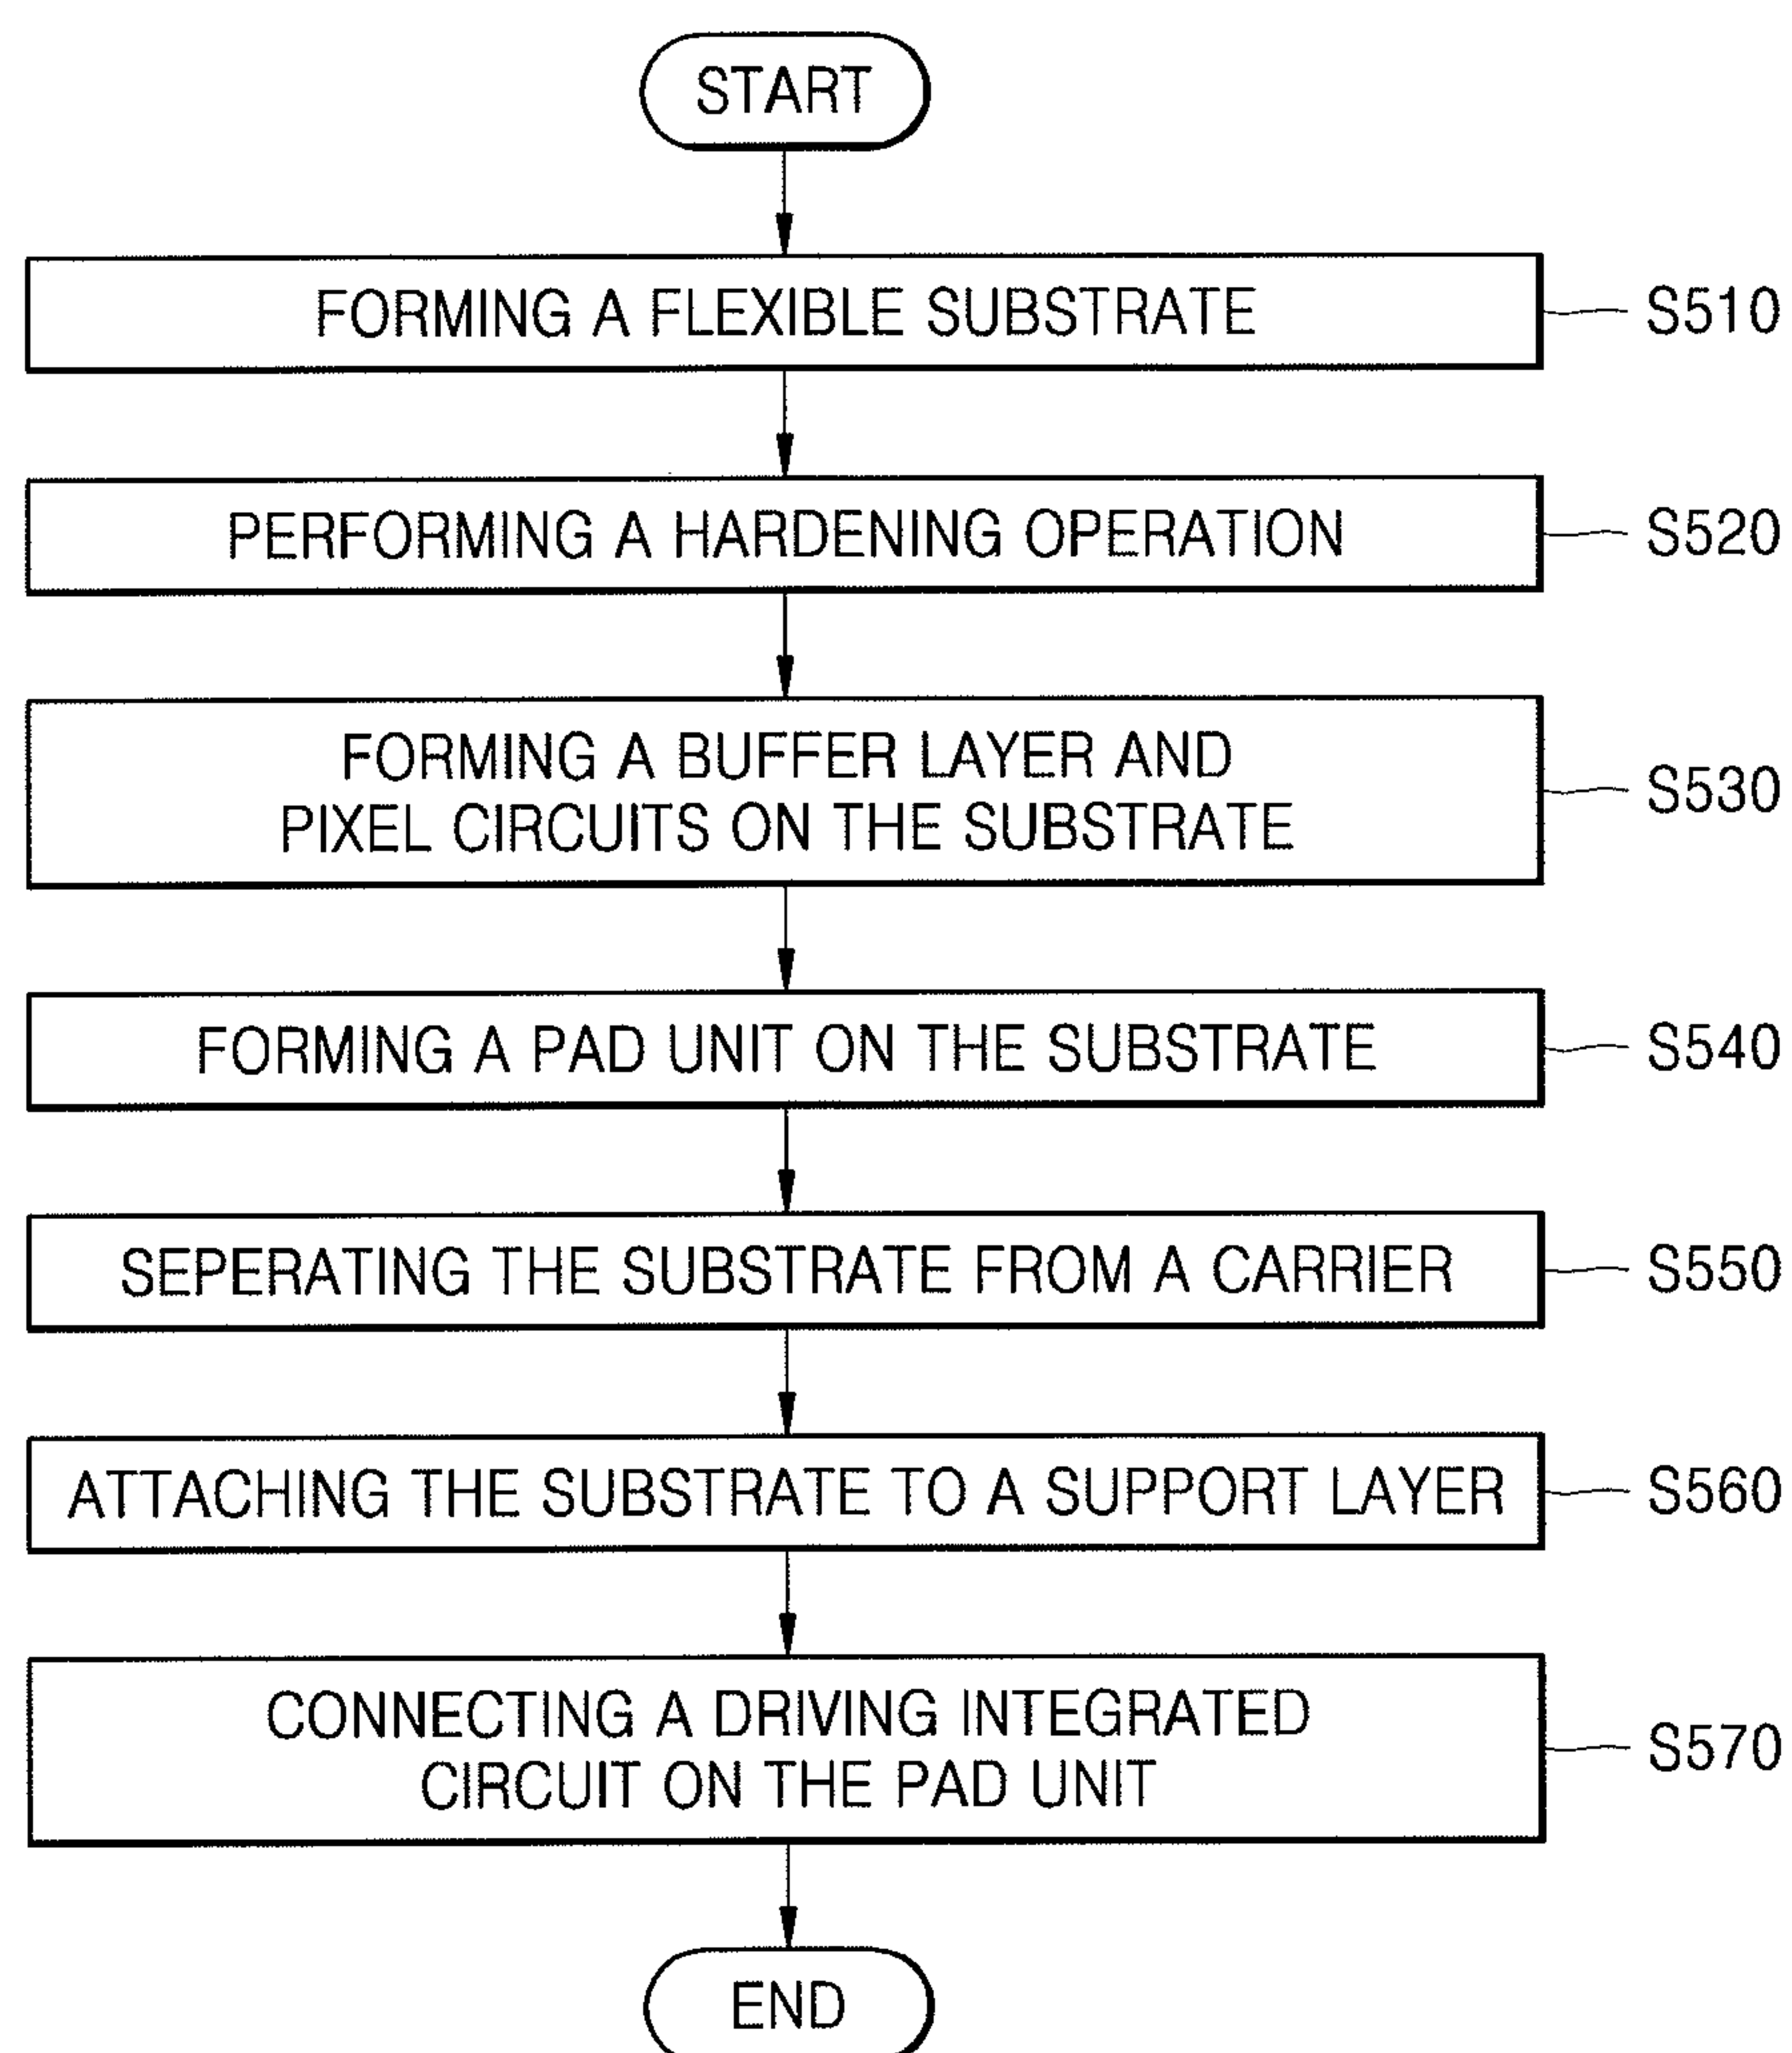 START
FORMING A FLEXIBLE SUBSTRATE
S510
PERFORMING A HARDENING OPERATION
S520
FORMING A BUFFER LAYER AND
PIXEL CIRCUITS ON THE SUBSTRATE
S530
FORMING A PAD UNIT ON THE SUBSTRATE
S540
SEPERATING THE SUBSTRATE FROM A CARRIER
S550
ATTACHING THE SUBSTRATE TO A SUPPORT LAYER
S560
CONNECTING A DRIVING INTEGRATED
CIRCUIT ON THE PAD UNIT
S570
END